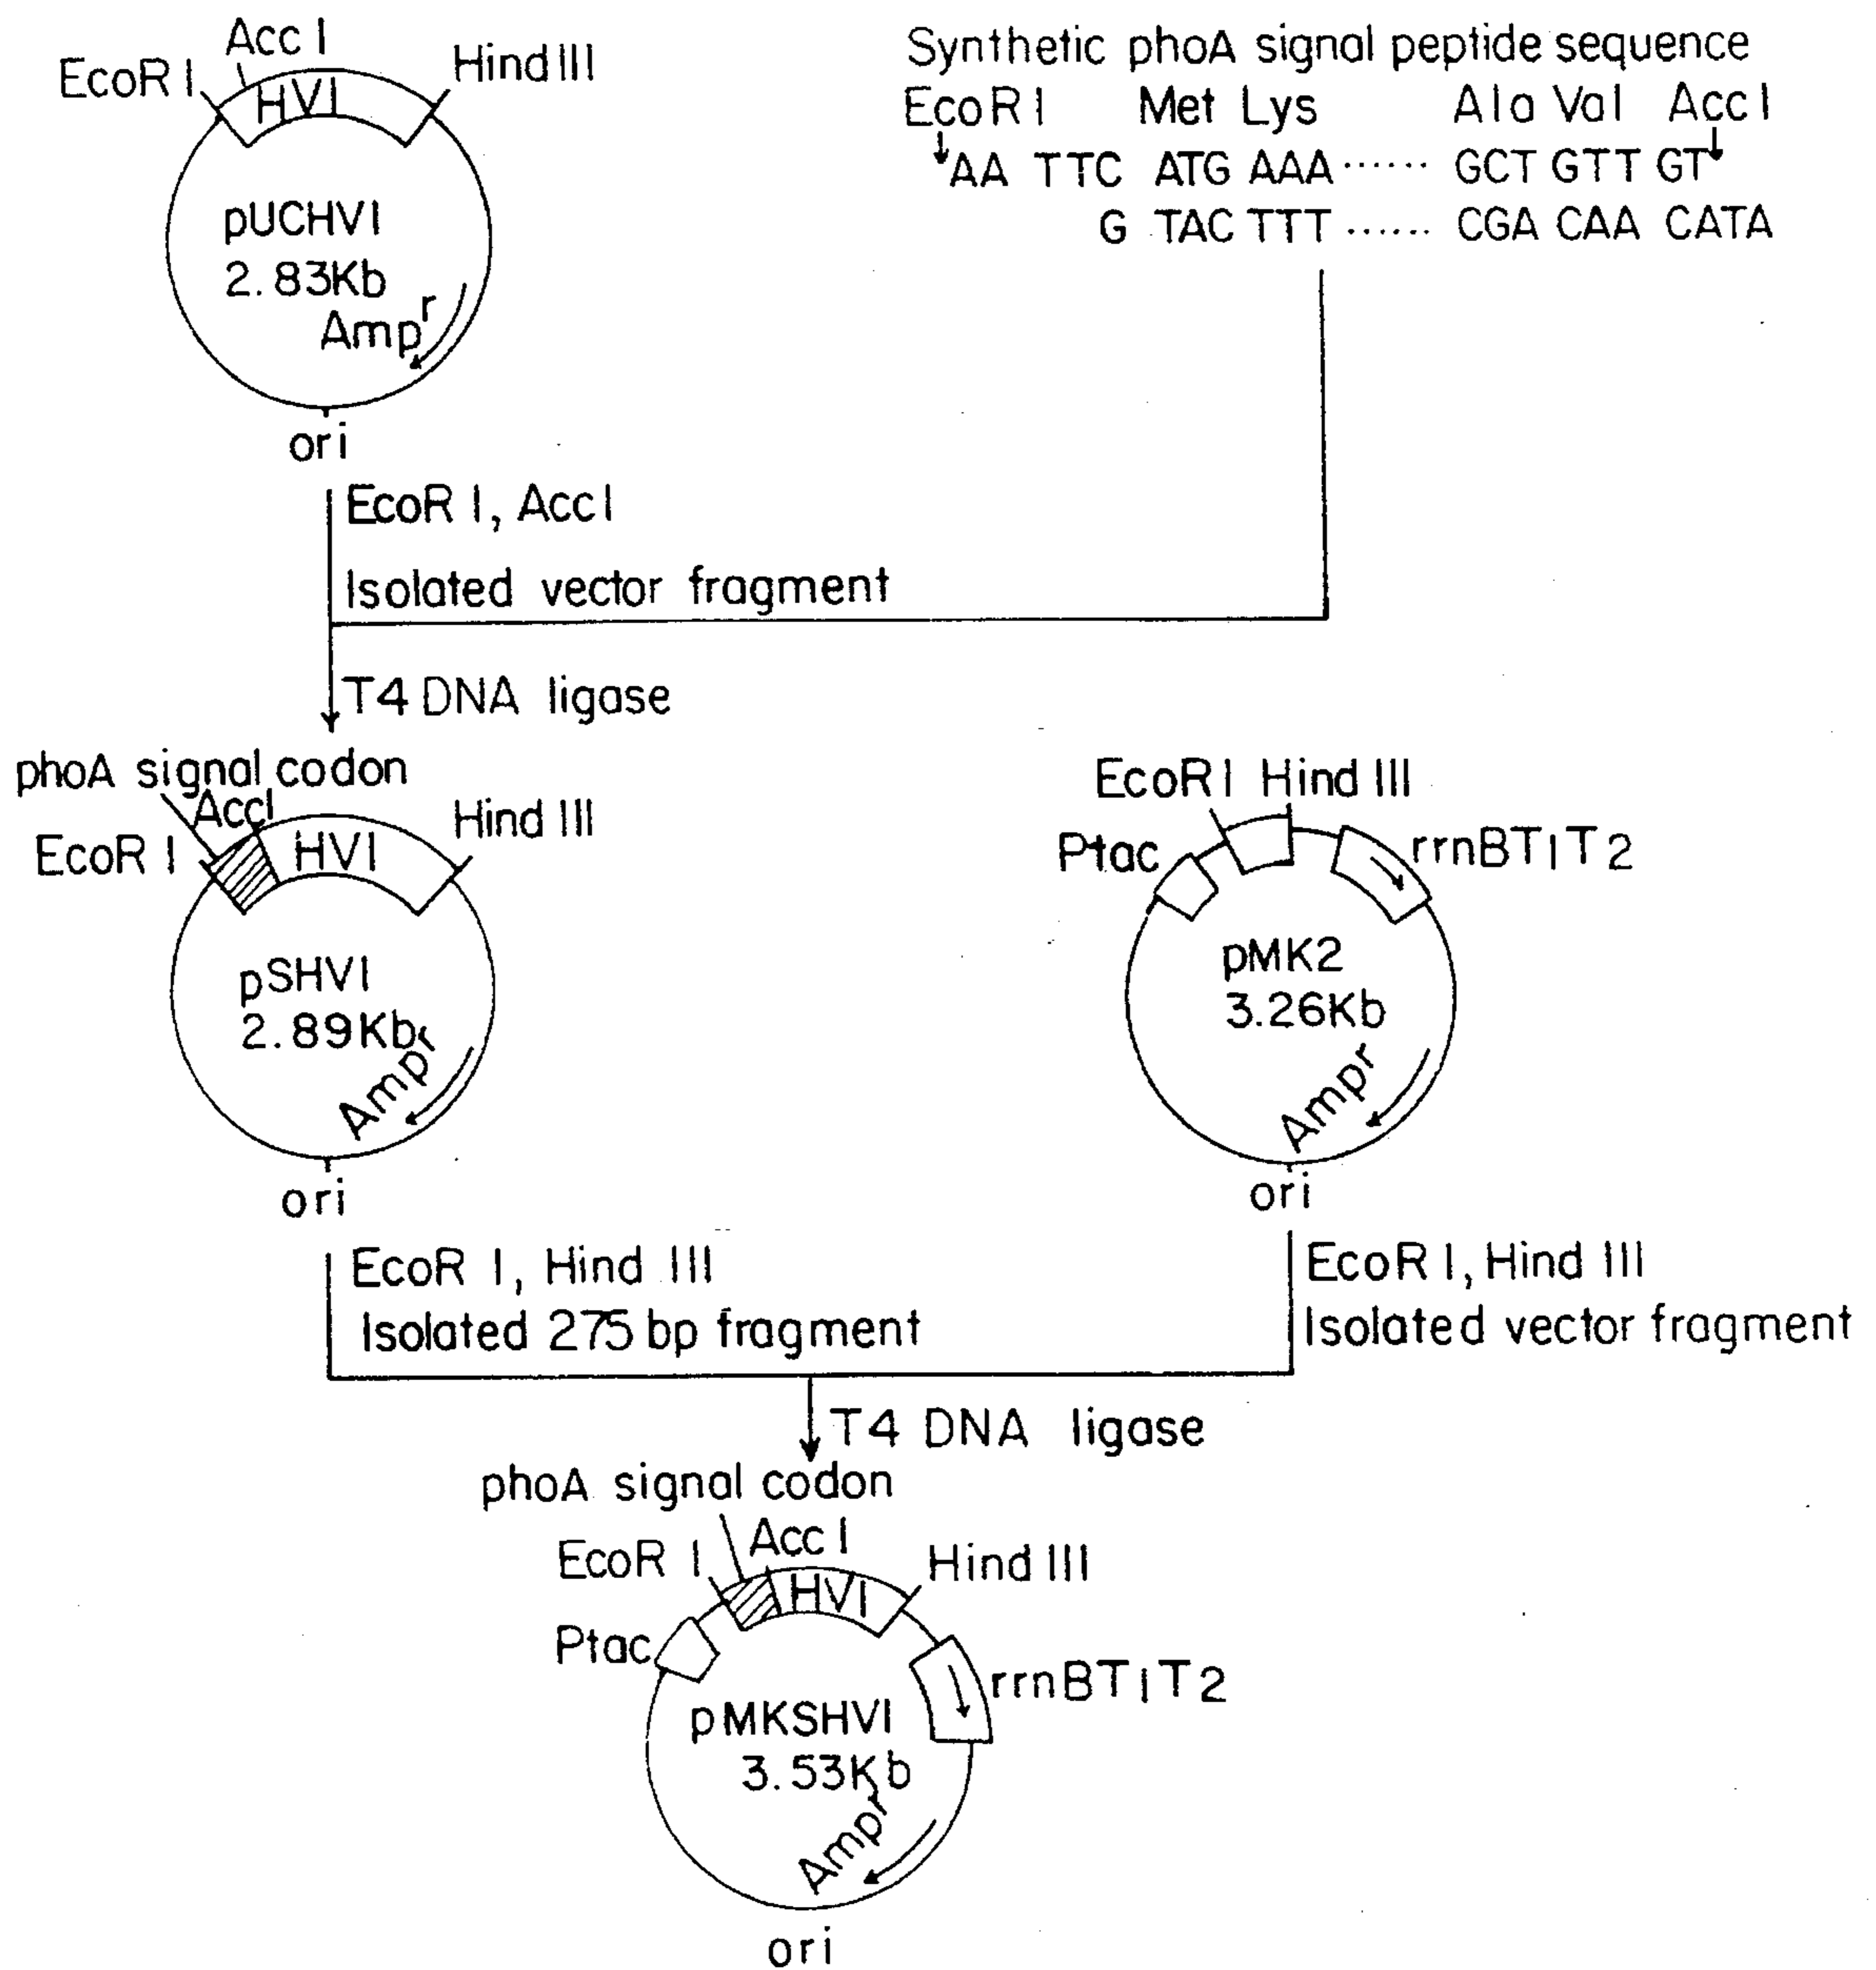 Acc I
EcoR I
Hind III
HVI
pUCHVI
2.83Kb
Ampr
ori
Synthetic phoA signal peptide sequence
EcoR I Met Lys Ala Val Acc I
AA TTC ATG AAA ...... GCT GTT GT
G TAC TTT ...... CGA CAA CATA
EcoR I, Acc I
Isolated vector fragment
T4 DNA ligase
phoA signal codon
Acc I
EcoR I
Hind III
HVI
pSHVI
2.89Kb
Ampr
ori
EcoR I Hind III
Ptac
rrnBT1T2
pMK2
3.26Kb
Ampr
ori
EcoR I, Hind III
Isolated 275 bp fragment
EcoR I, Hind III
Isolated vector fragment
T4 DNA ligase
phoA signal codon
Acc I
EcoR I
Hind III
HVI
Ptac
rrnBT1T2
pMKSHVI
3.53Kb
Ampr
ori